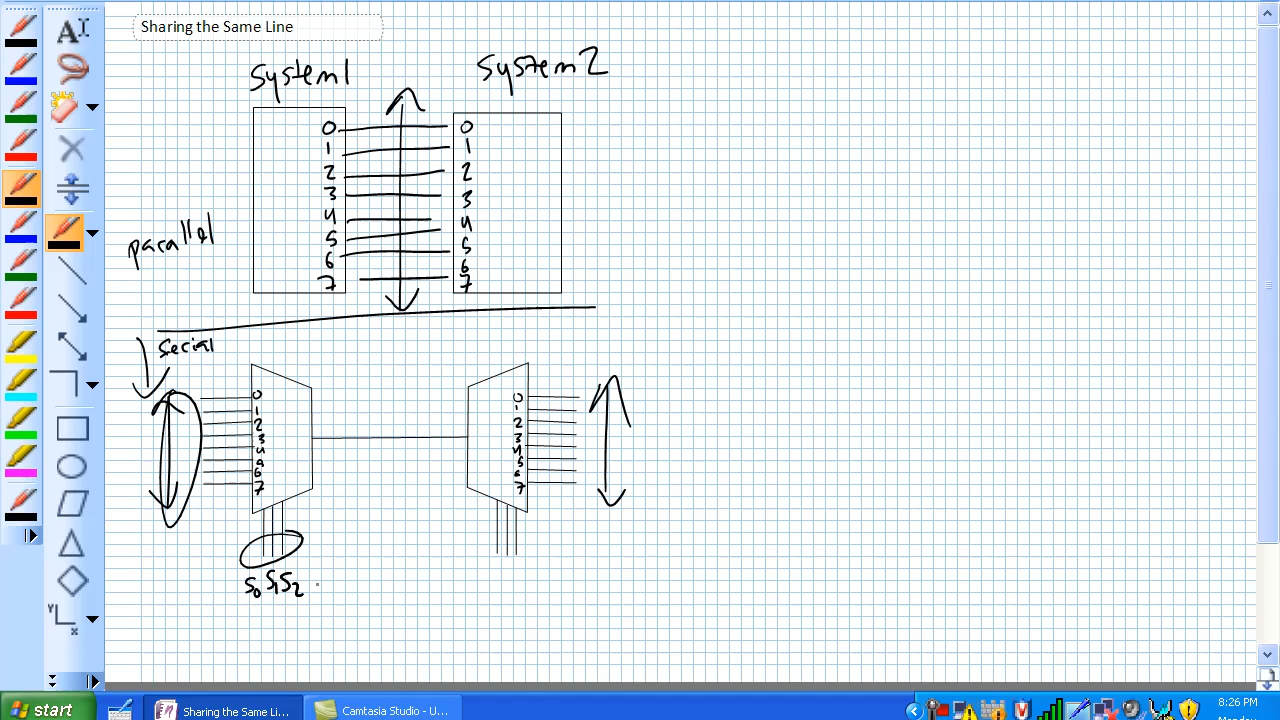 Sharing the Same Line
System1
System2
0 0
1 1
2 2
3 3
4 4
5 5
6 6
7 7
parallel
Serial
0 0
1 1
2 2
3 3
4 4
5
6 6
7 7
S0 S1 S2
start
Sharing the Same Li...
Camtasia Studio - U...
8:26 PM
Monday